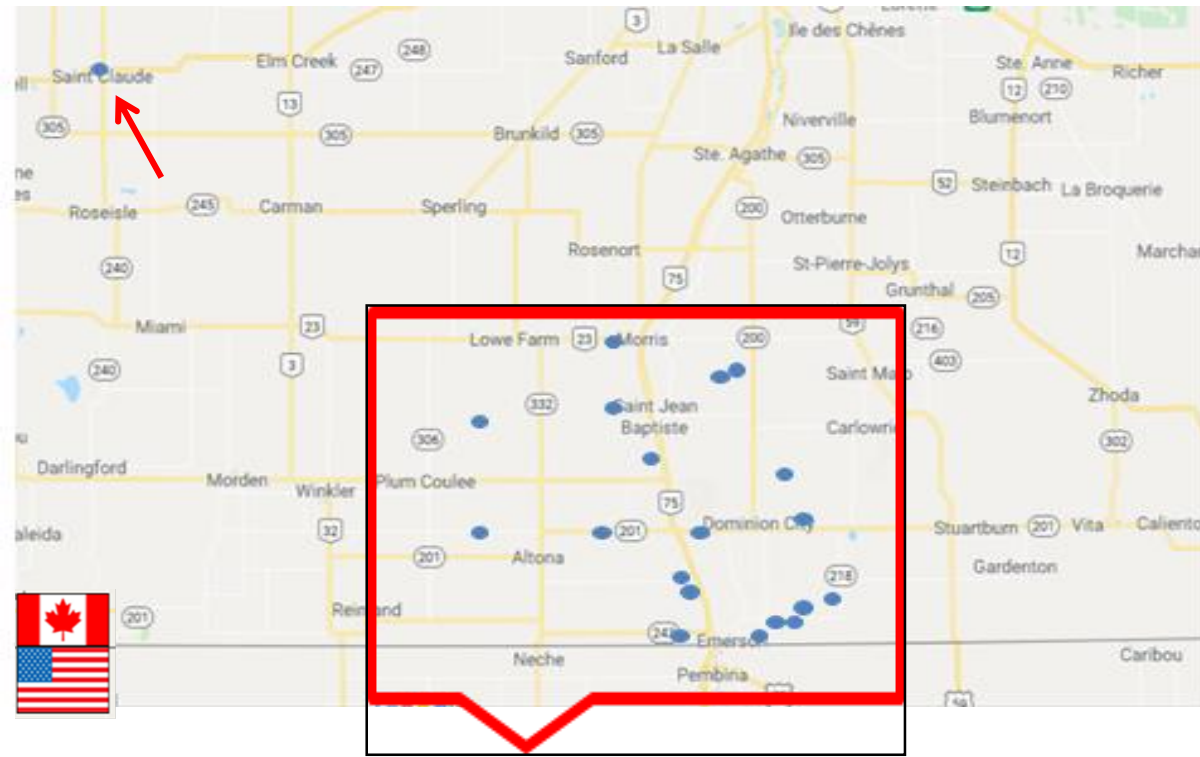 3
248
La Salle
Ile des Chênes
Elm Creek
247
Sanford
Ste. Anne
Richer
Saint Claude
12
210
13
Blumenort
305
305
Brunkild
305
Niverville
Ste. Agathe
305
52
Steinbach
La Broquerie
Roseisle
245
Carman
Sperling
200
Otterburne
Rosenort
12
240
75
St-Pierre-Jolys
Grunthal
205
Miami
23
Lowe Farm
23
Morris
200
59
216
3
403
240
Saint Malo
Zhoda
332
Saint Jean
Baptiste
306
Carlowrie
302
Darlingford
Morden
Winkler
Plum Coulee
75
32
201
Dominion City
Stuartburn
201
Vita
201
Altona
Gardenton
218
201
Emerson
Neche
Caribou
Pembina
59